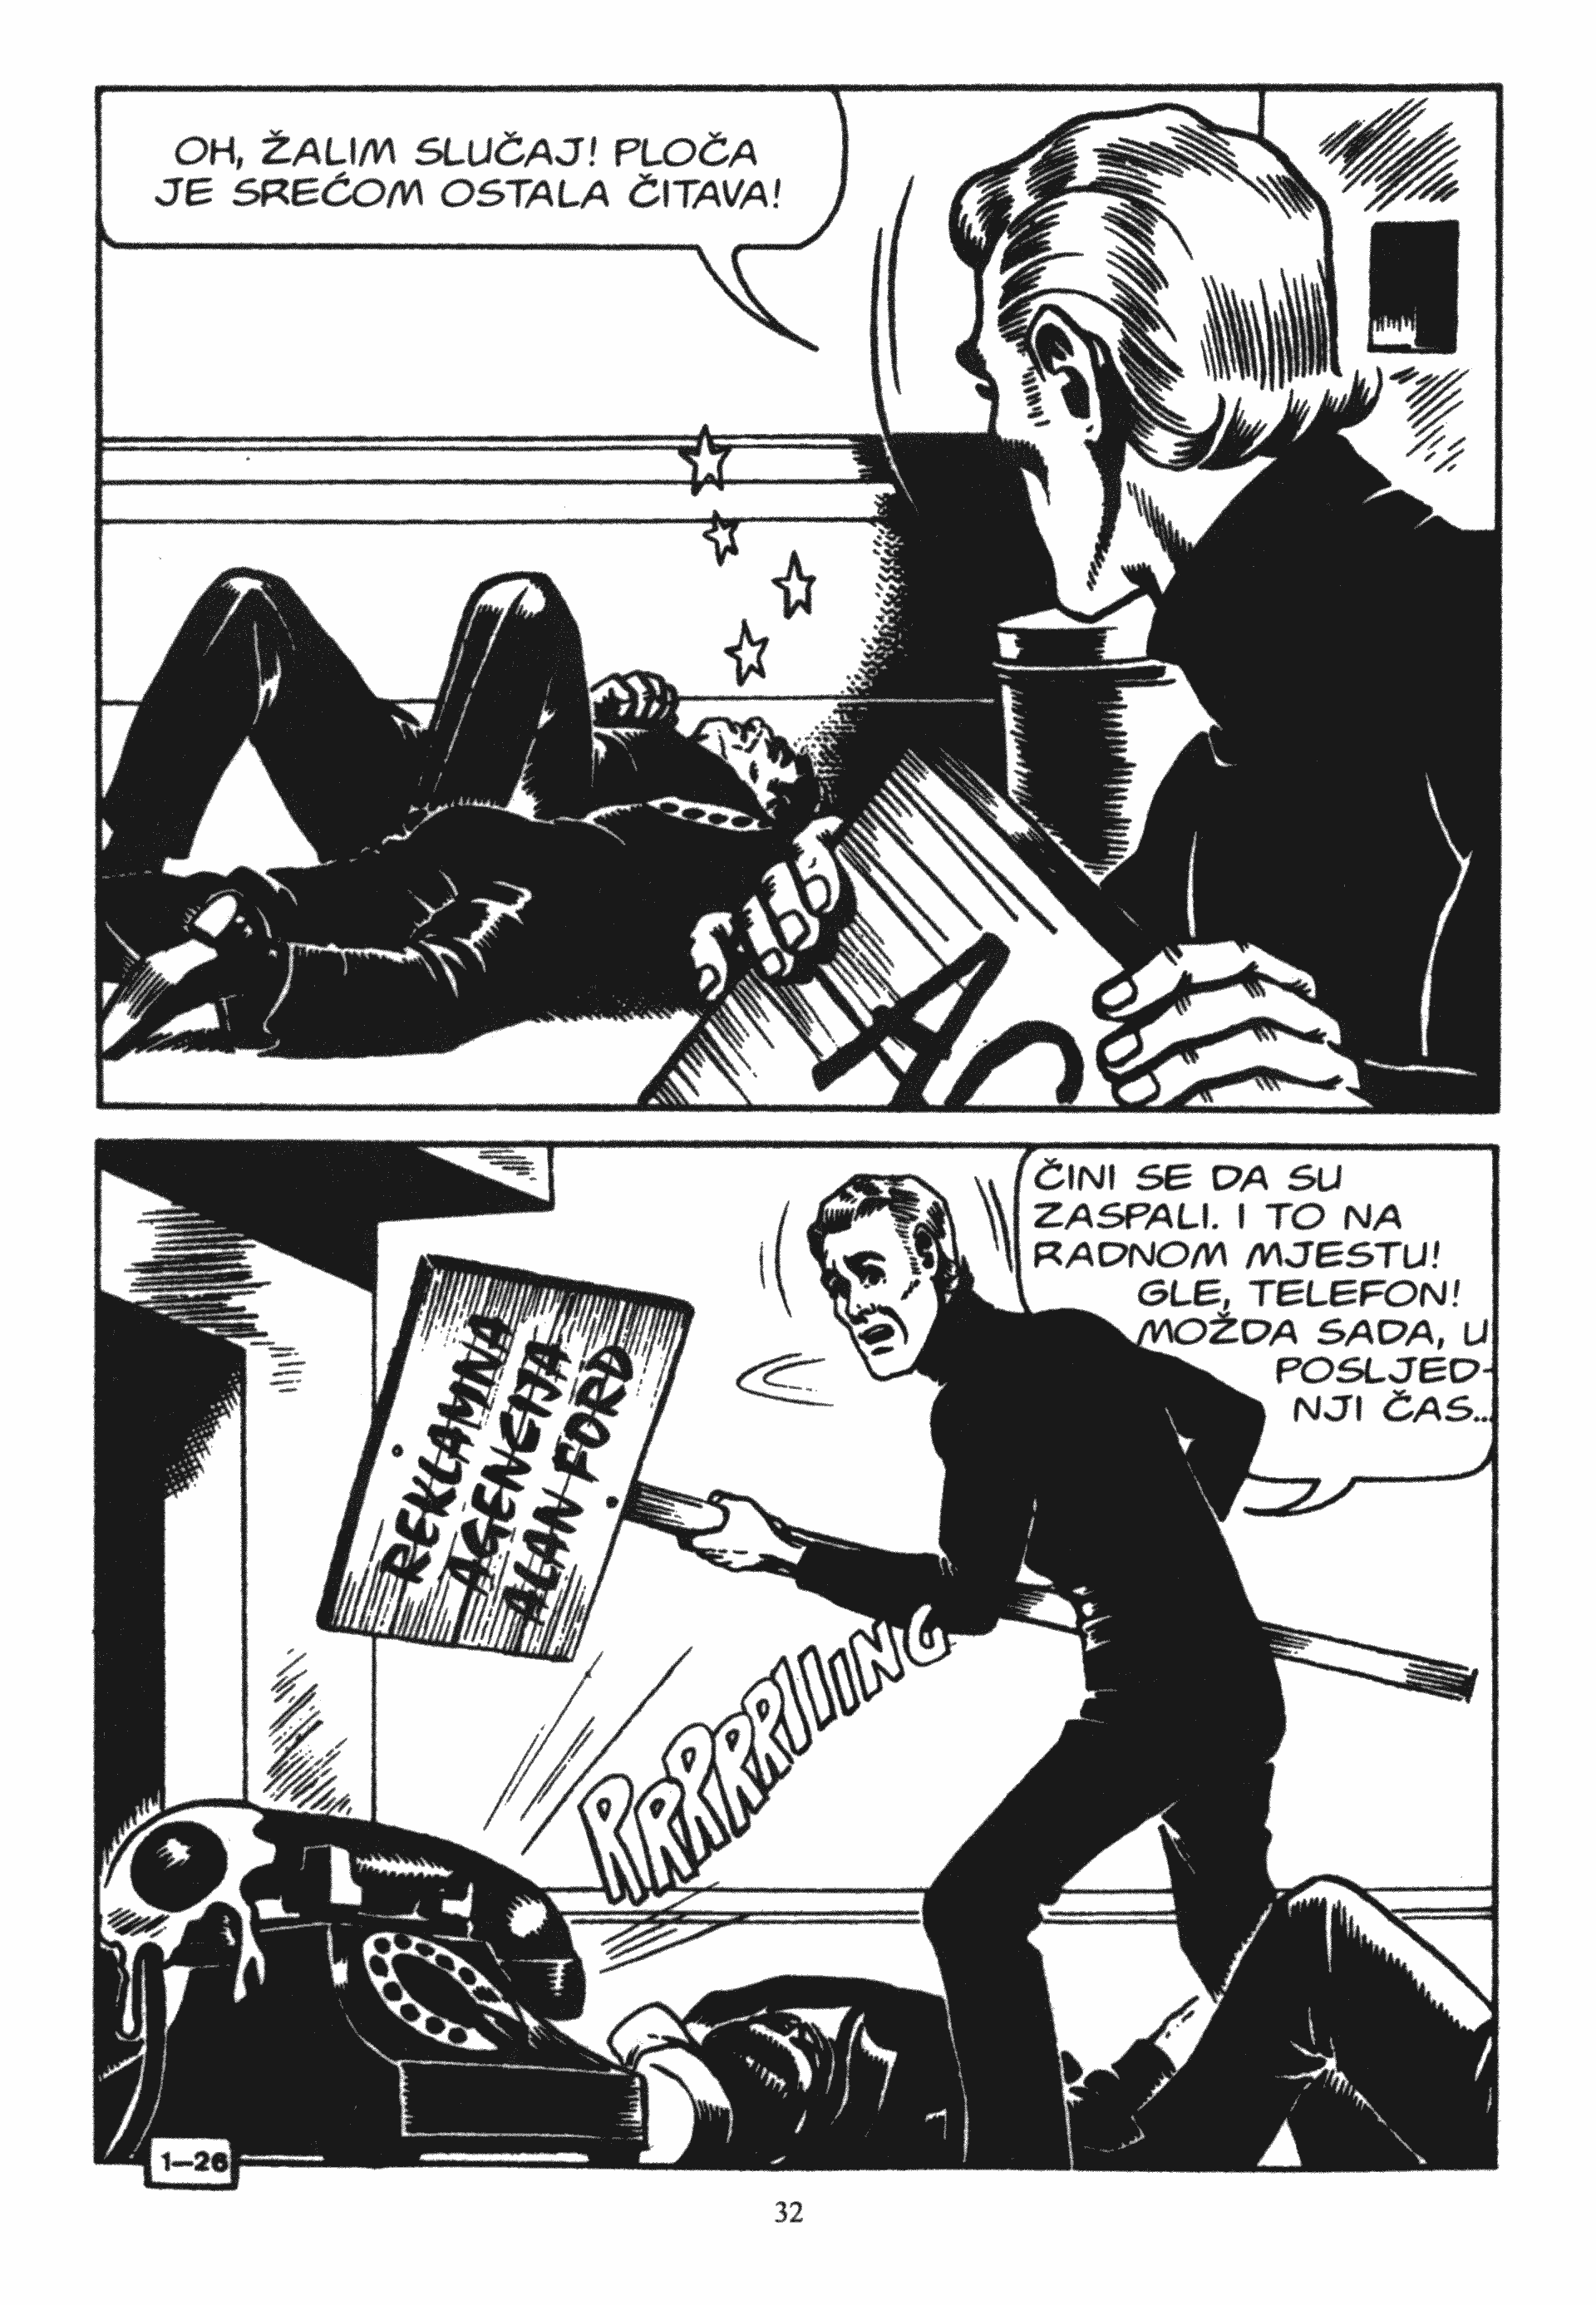 OH, ŽALIM SLUČAJ! PLOČA
JE SREĆOM OSTALA ČITAVA!
AG
ČINI SE DA SU
ZASPALI. I TO NA
RADNOM MJESTU!
GLE, TELEFON!
MOŽDA SADA, U
POSLJED-
NJI ČAS...
REKLAMNA
AGENCIJA
ALAN FORD
RRRRRIIING
1—26
32